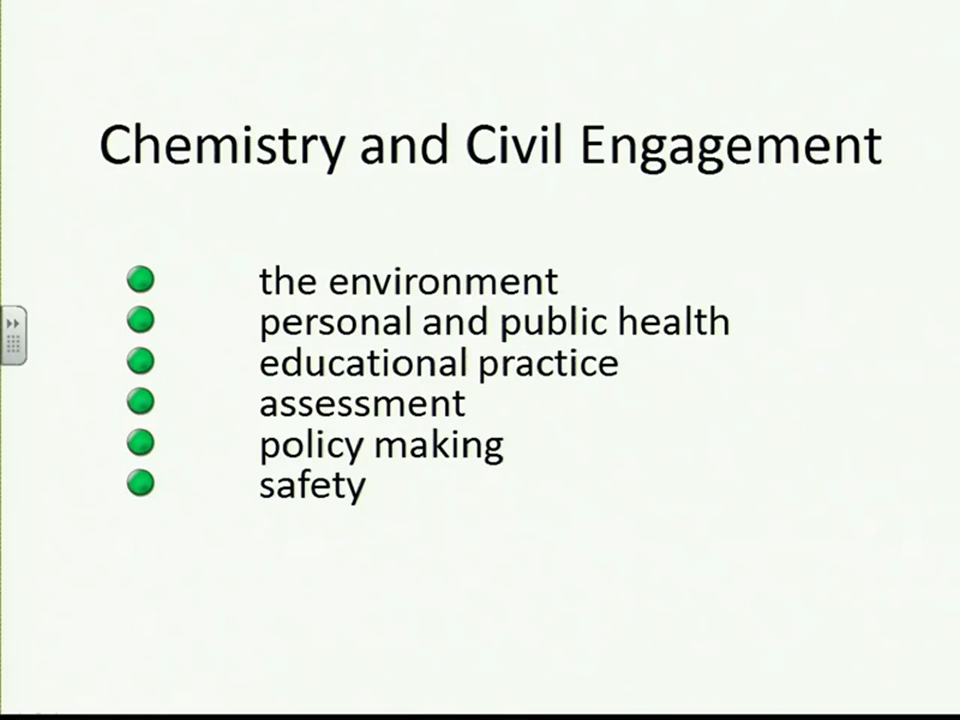 Chemistry and Civil Engagement
the environment
personal and public health
educational practice
assessment
policy making
safety